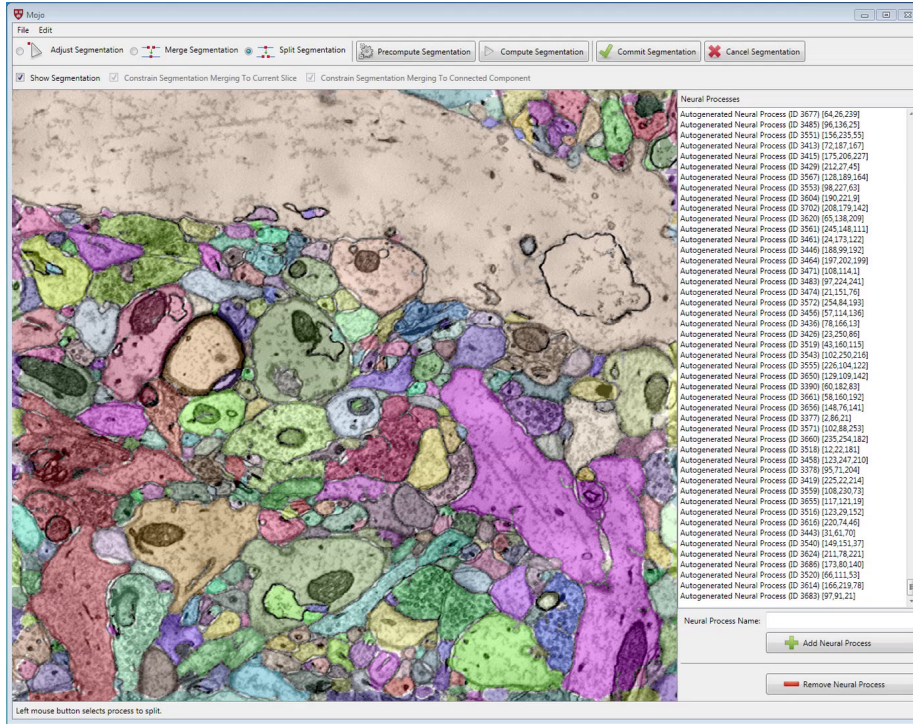 Mojo
File Edit
Adjust Segmentation Merge Segmentation Split Segmentation Precompute Segmentation Compute Segmentation Commit Segmentation Cancel Segmentation
Show Segmentation Constrain Segmentation Merging To Current Slice Constrain Segmentation Merging To Connected Component
Neural Processes
Autogenerated Neural Process (ID 3677) [64,26,239]
Autogenerated Neural Process (ID 3485) [96,136,25]
Autogenerated Neural Process (ID 3551) [156,235,55]
Autogenerated Neural Process (ID 3413) [72,187,167]
Autogenerated Neural Process (ID 3415) [175,206,227]
Autogenerated Neural Process (ID 3429) [212,27,45]
Autogenerated Neural Process (ID 3567) [128,189,164]
Autogenerated Neural Process (ID 3553) [98,227,63]
Autogenerated Neural Process (ID 3604) [190,221,9]
Autogenerated Neural Process (ID 3702) [208,179,142]
Autogenerated Neural Process (ID 3620) [65,138,209]
Autogenerated Neural Process (ID 3561) [245,148,111]
Autogenerated Neural Process (ID 3461) [24,173,122]
Autogenerated Neural Process (ID 3446) [188,99,192]
Autogenerated Neural Process (ID 3464) [197,202,199]
Autogenerated Neural Process (ID 3471) [108,114,1]
Autogenerated Neural Process (ID 3483) [97,224,241]
Autogenerated Neural Process (ID 3474) [21,151,76]
Autogenerated Neural Process (ID 3572) [254,84,193]
Autogenerated Neural Process (ID 3456) [57,114,136]
Autogenerated Neural Process (ID 3436) [78,166,13]
Autogenerated Neural Process (ID 3426) [23,250,86]
Autogenerated Neural Process (ID 3519) [43,160,115]
Autogenerated Neural Process (ID 3543) [102,250,216]
Autogenerated Neural Process (ID 3555) [226,104,122]
Autogenerated Neural Process (ID 3650) [129,109,142]
Autogenerated Neural Process (ID 3390) [60,182,83]
Autogenerated Neural Process (ID 3661) [58,160,192]
Autogenerated Neural Process (ID 3656) [148,76,141]
Autogenerated Neural Process (ID 3377) [2,86,21]
Autogenerated Neural Process (ID 3571) [102,88,253]
Autogenerated Neural Process (ID 3660) [235,254,182]
Autogenerated Neural Process (ID 3518) [12,22,181]
Autogenerated Neural Process (ID 3458) [123,247,210]
Autogenerated Neural Process (ID 3378) [95,71,204]
Autogenerated Neural Process (ID 3419) [225,22,214]
Autogenerated Neural Process (ID 3559) [108,230,73]
Autogenerated Neural Process (ID 3655) [117,121,19]
Autogenerated Neural Process (ID 3516) [123,29,152]
Autogenerated Neural Process (ID 3616) [220,74,46]
Autogenerated Neural Process (ID 3443) [31,61,70]
Autogenerated Neural Process (ID 3540) [149,151,37]
Autogenerated Neural Process (ID 3624) [211,78,221]
Autogenerated Neural Process (ID 3686) [173,80,140]
Autogenerated Neural Process (ID 3520) [66,111,53]
Autogenerated Neural Process (ID 3614) [166,219,78]
Autogenerated Neural Process (ID 3683) [97,91,21]
Neural Process Name:
Add Neural Process
Remove Neural Process
Left mouse button selects process to split.